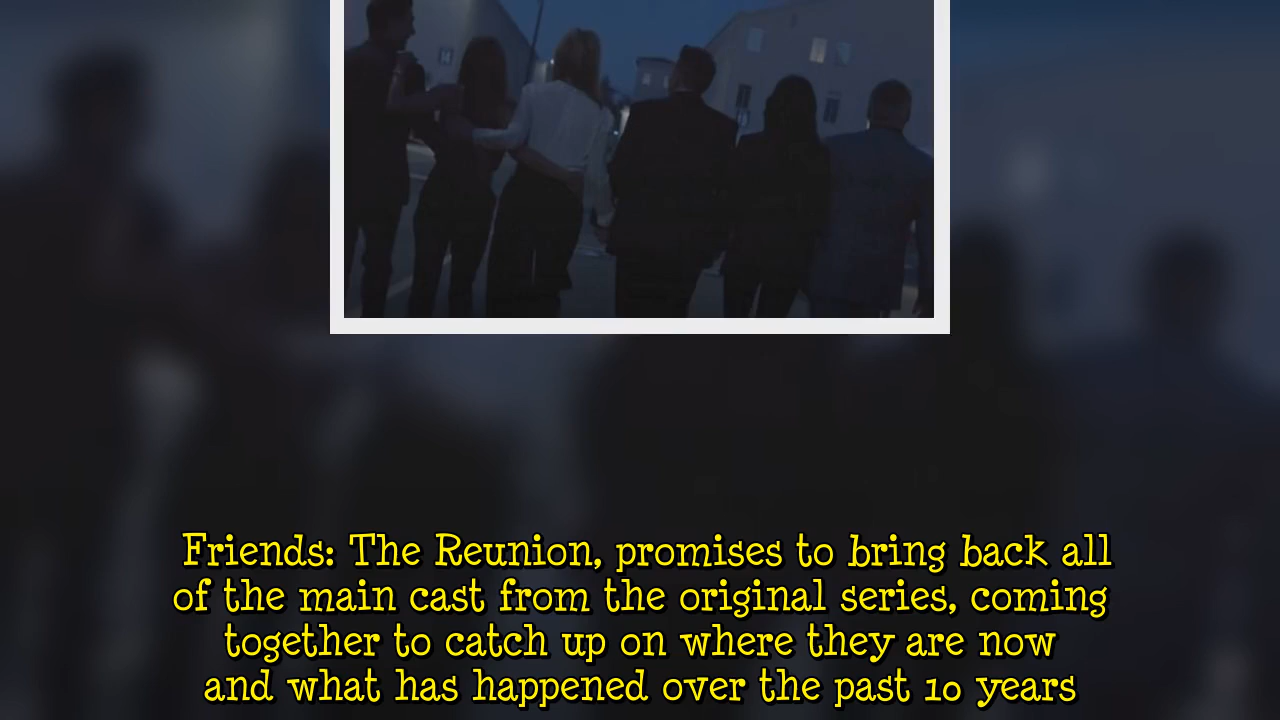 Friends: The Reunion, promises to bring back all
of the main cast from the original series, coming
together to catch up on where they are now
and what has happened over the past 10 years